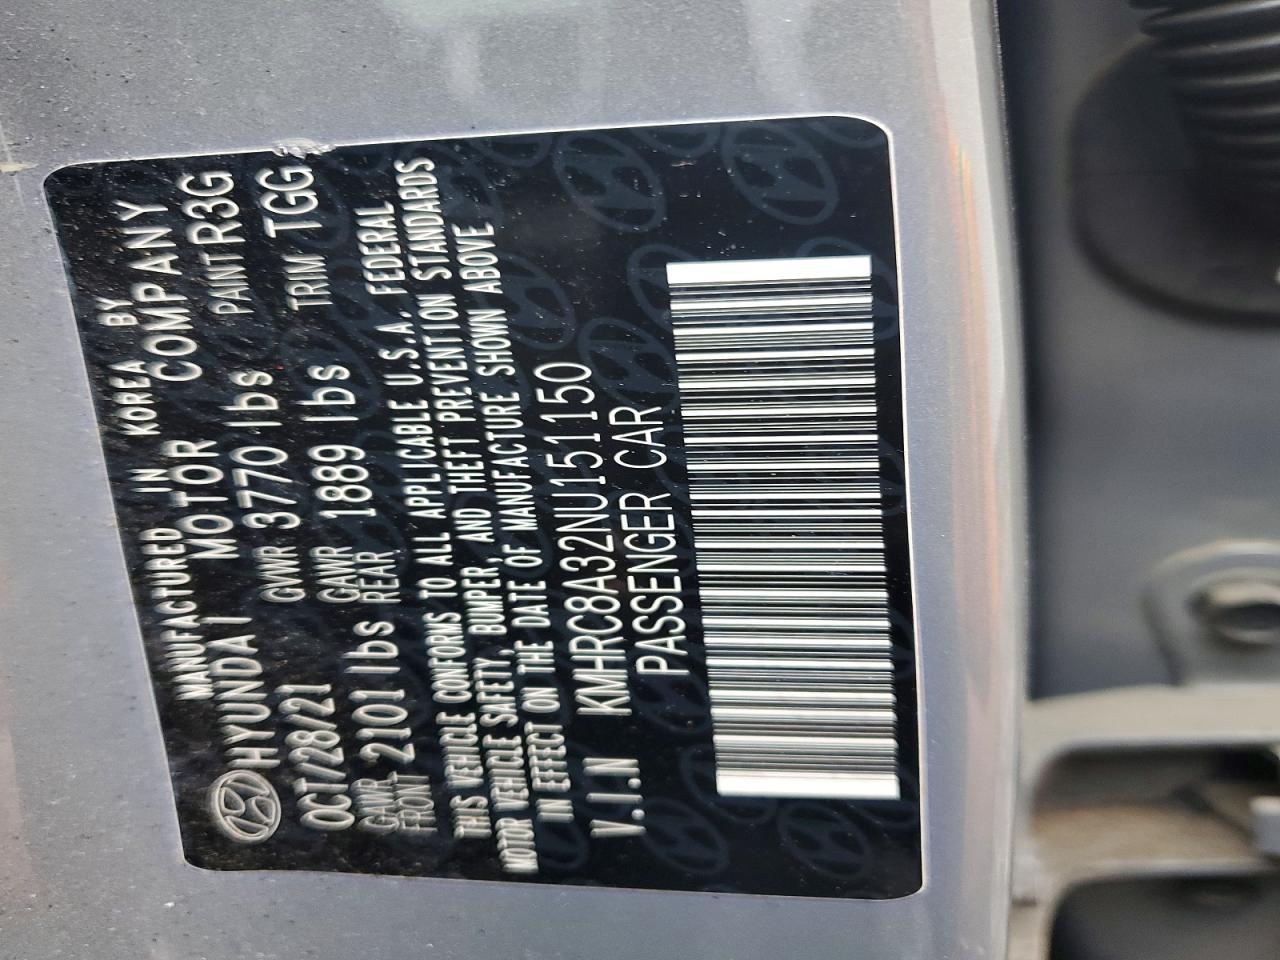 MANUFACTURED IN KOREA BY
HYUNDAI MOTOR COMPANY
OCT/28/21 GVWR 3770 lbs PAINT R3G
GAWR FRONT 2101 lbs GAWR REAR 1889 lbs TRIM TGG
THIS VEHICLE CONFORMS TO ALL APPLICABLE U.S.A. FEDERAL
MOTOR VEHICLE SAFETY, BUMPER, AND THEFT PREVENTION STANDARDS
IN EFFECT ON THE DATE OF MANUFACTURE SHOWN ABOVE
V.I.N KMHRC8A32NU151150
PASSENGER CAR